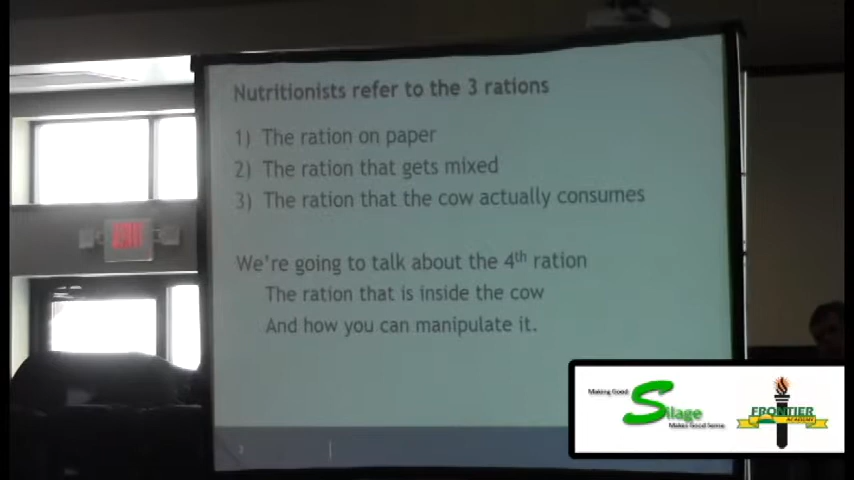 Nutritionists refer to the 3 rations
1) The ration on paper
2) The ration that gets mixed
3) The ration that the cow actually consumes
We're going to talk about the 4th ration
The ration that is inside the cow
And how you can manipulate it.
EXIT
Making Good
Silage
Makes Good Sense
FRONTIER
ACADEMY